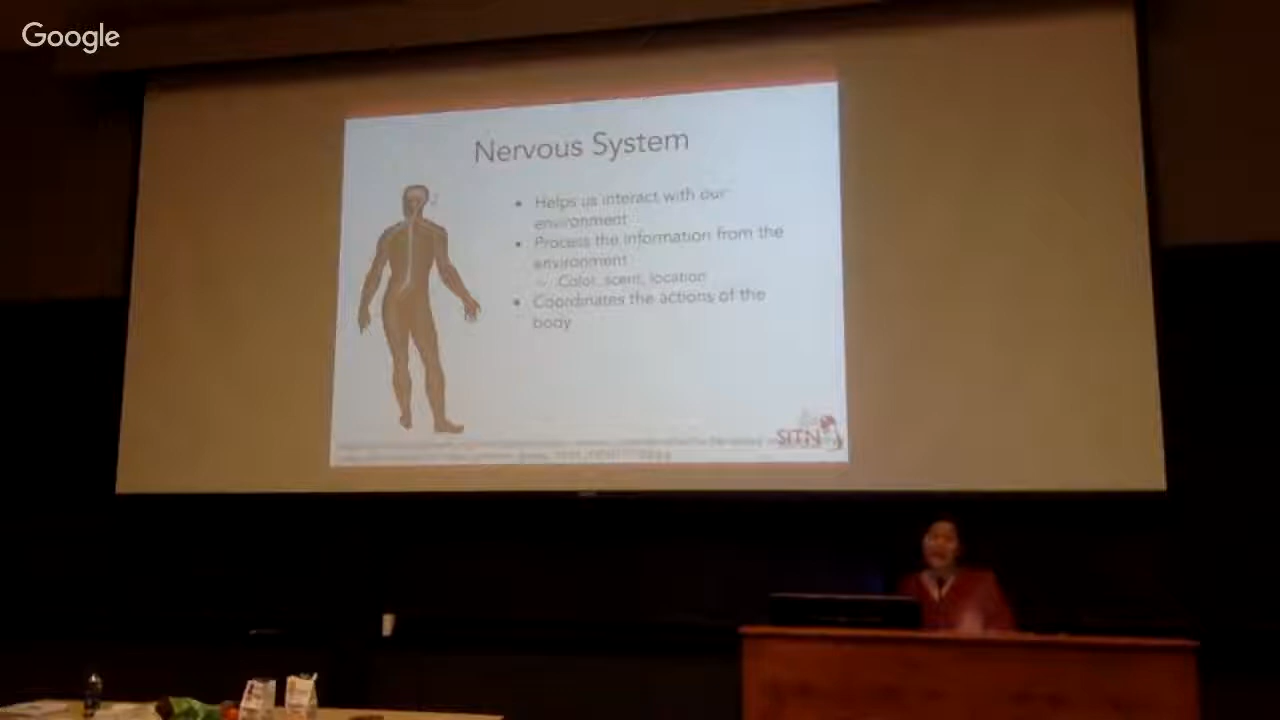 Google
Nervous System
Helps us interact with our
environment
Process the information from the
environment
Color, scent, location
Coordinates the actions of the
body
SITN